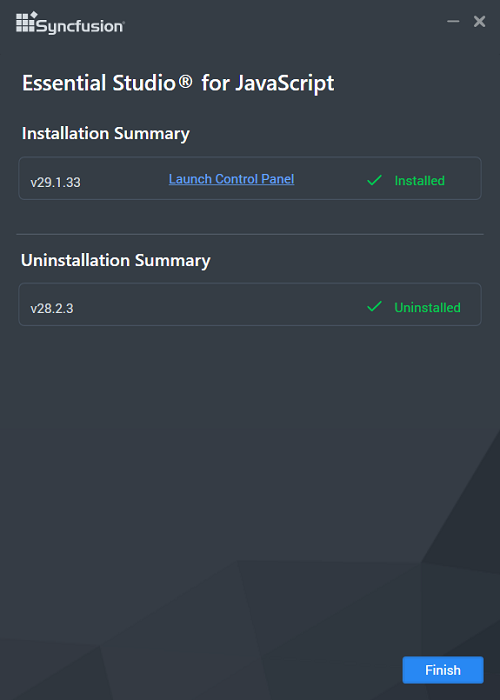 Syncfusion®
Essential Studio® for JavaScript
Installation Summary
v29.1.33 Launch Control Panel Installed
Uninstallation Summary
v28.2.3 Uninstalled
Finish